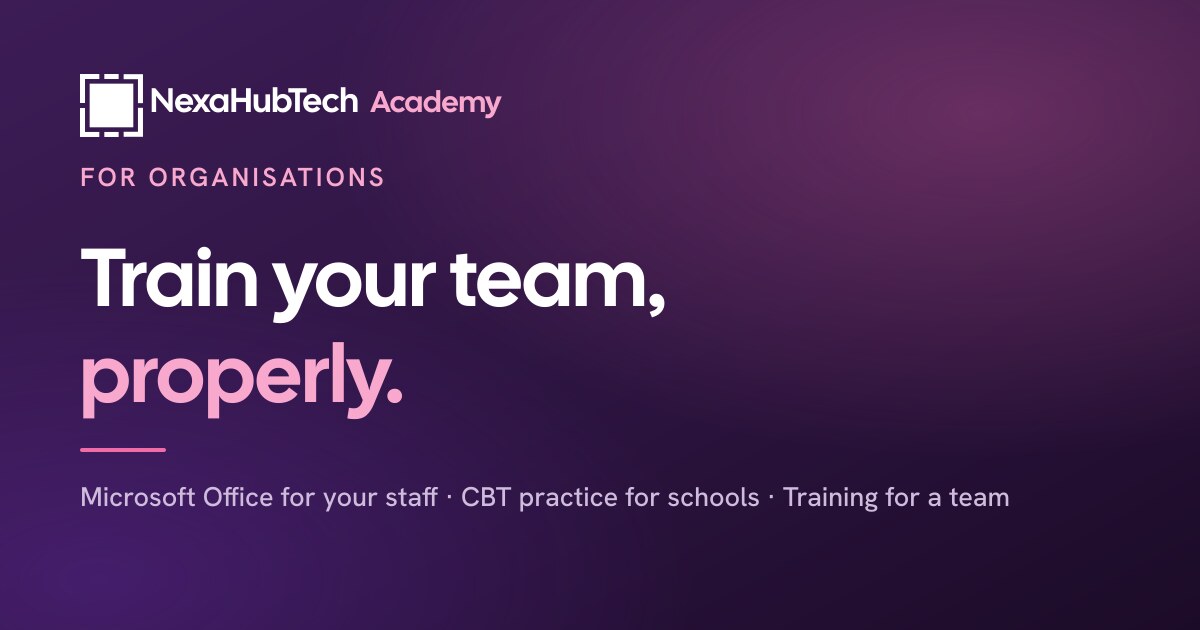 NexaHubTech Academy
FOR ORGANISATIONS
Train your team,
properly.
Microsoft Office for your staff · CBT practice for schools · Training for a team